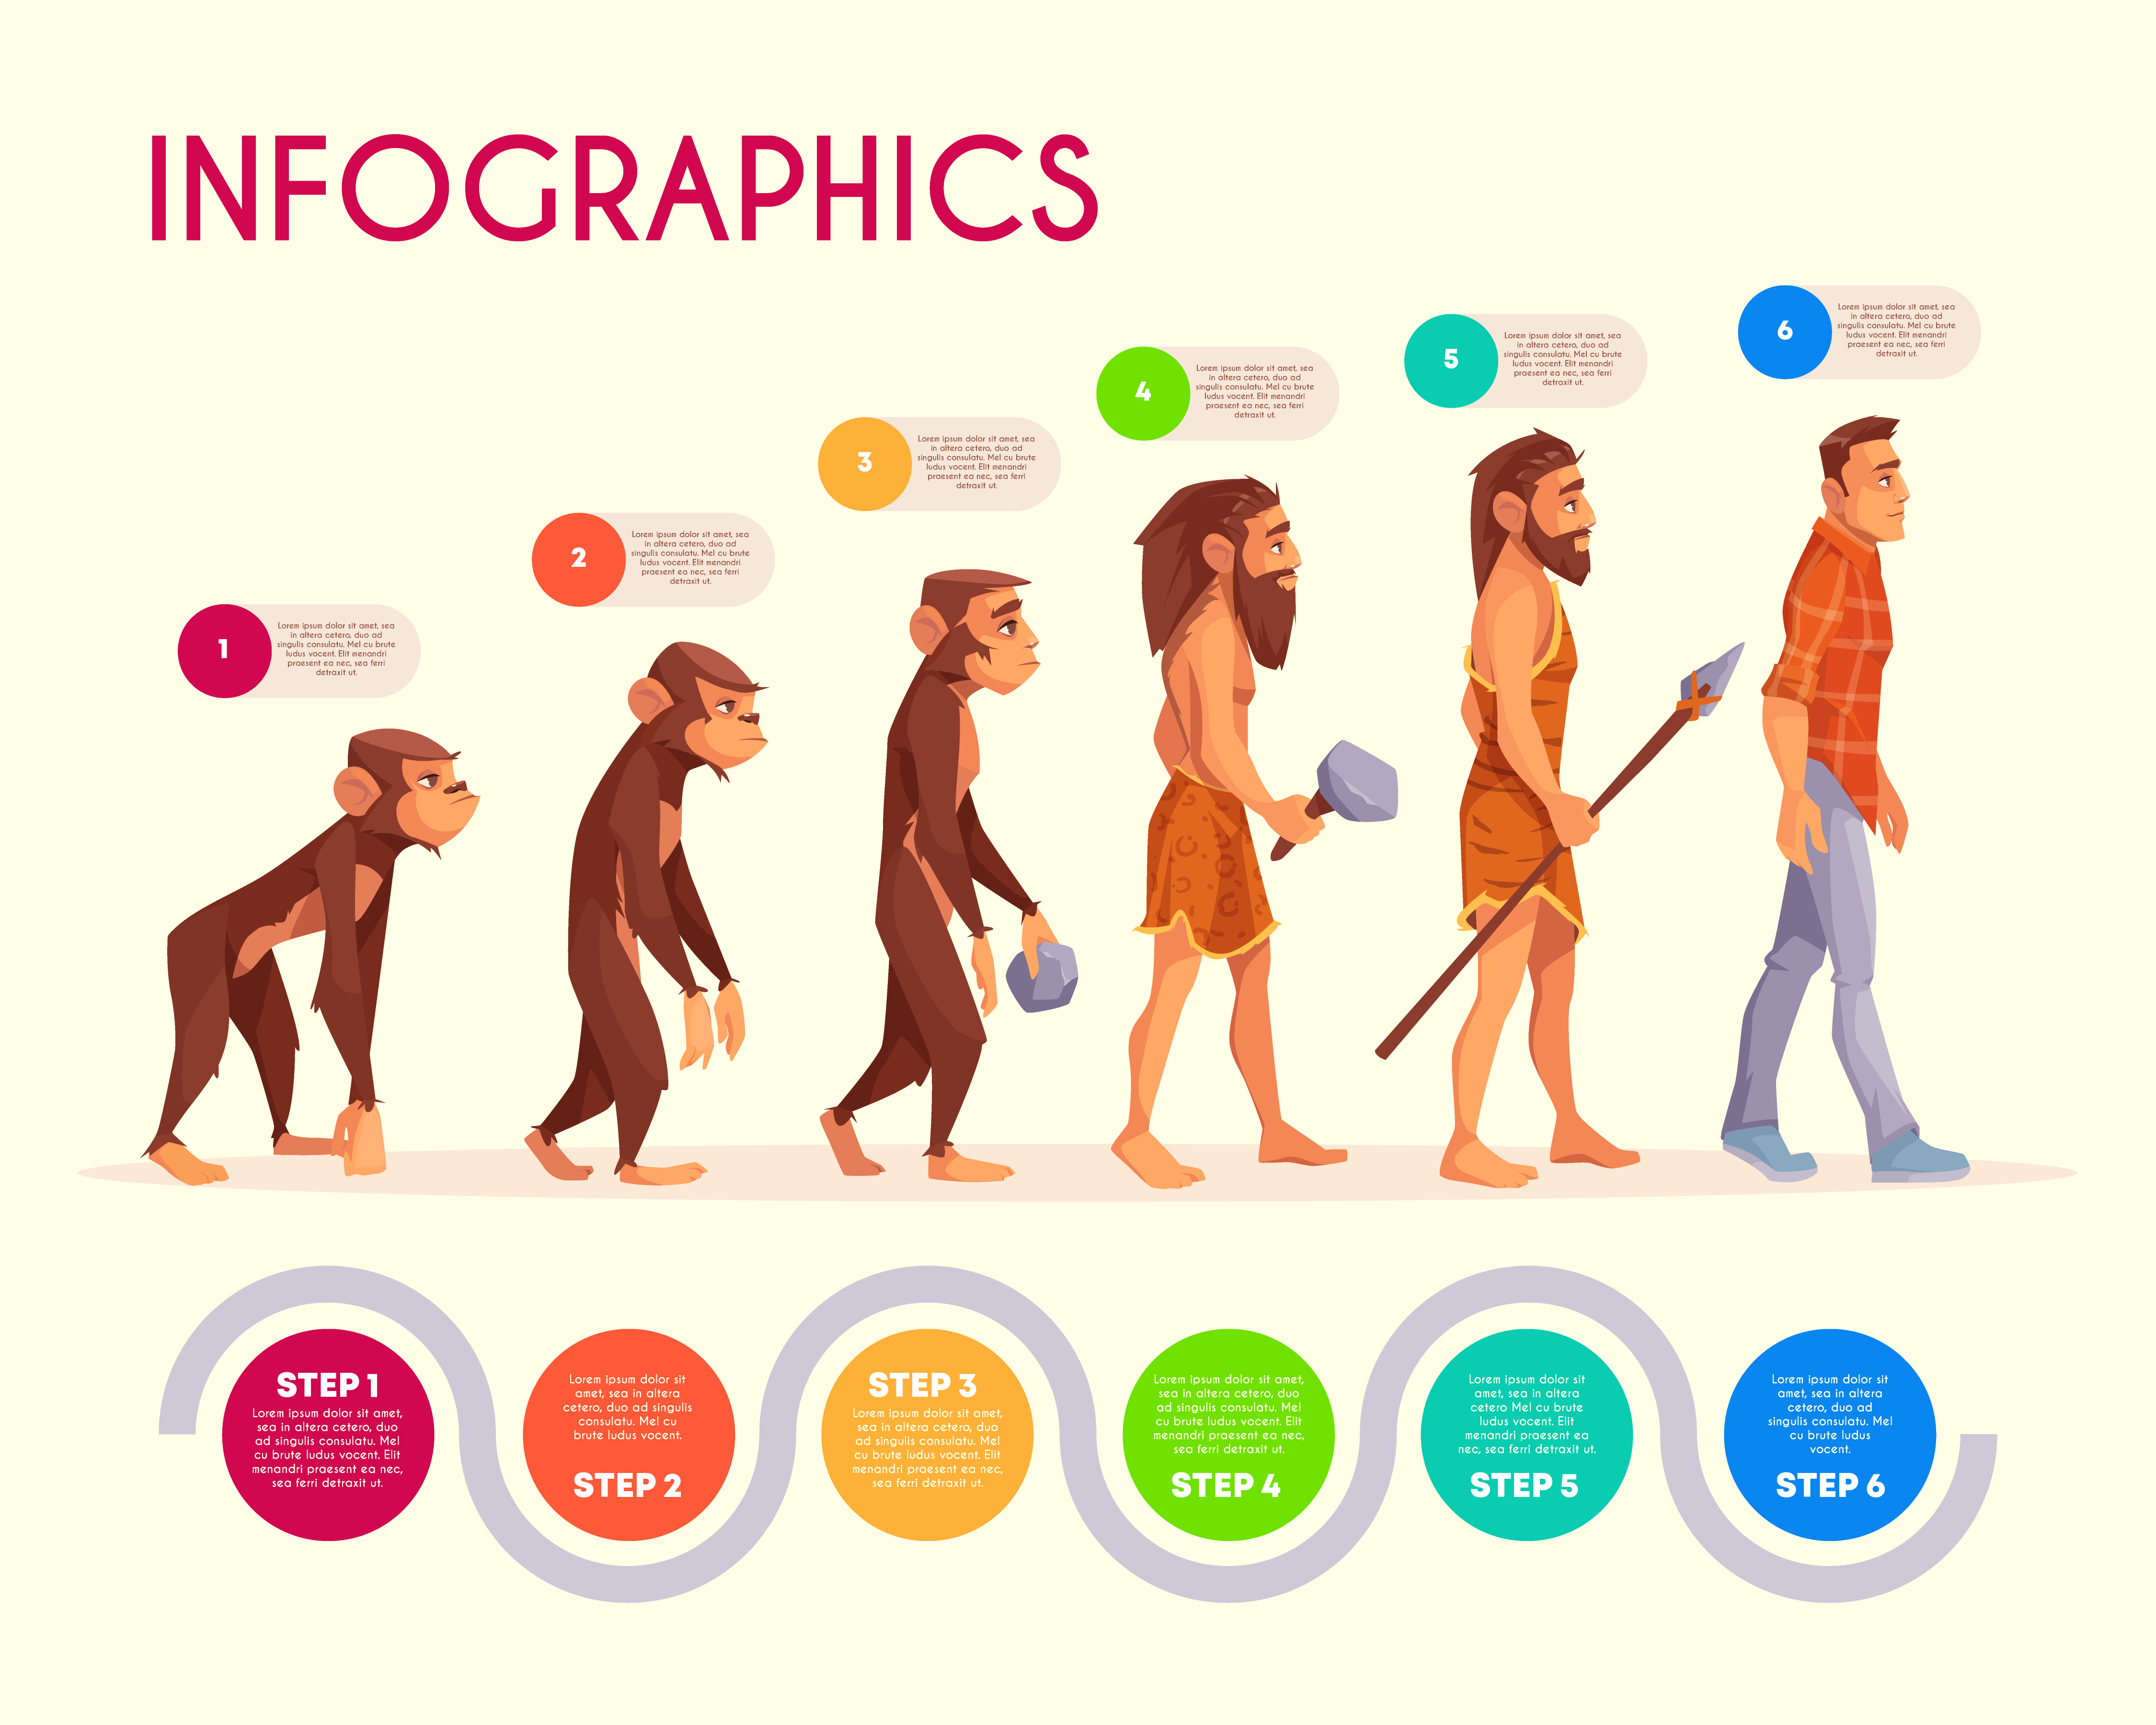 INFOGRAPHICS
1
Lorem ipsum dolor sit amet, sea
in altera cetero, duo ad
singulis consulatu. Mel cu brute
ludus vocent. Elit menandri
praesent ea nec, sea ferri
detraxit ut.
2
Lorem ipsum dolor sit amet, sea
in altera cetero, duo ad
singulis consulatu. Mel cu brute
ludus vocent. Elit menandri
praesent ea nec, sea ferri
detraxit ut.
3
Lorem ipsum dolor sit amet, sea
in altera cetero, duo ad
singulis consulatu. Mel cu brute
ludus vocent. Elit menandri
praesent ea nec, sea ferri
detraxit ut.
4
Lorem ipsum dolor sit amet, sea
in altera cetero, duo ad
singulis consulatu. Mel cu brute
ludus vocent. Elit menandri
praesent ea nec, sea ferri
detraxit ut.
5
Lorem ipsum dolor sit amet, sea
in altera cetero, duo ad
singulis consulatu. Mel cu brute
ludus vocent. Elit menandri
praesent ea nec, sea ferri
detraxit ut.
6
Lorem ipsum dolor sit amet, sea
in altera cetero, duo ad
singulis consulatu. Mel cu brute
ludus vocent. Elit menandri
praesent ea nec, sea ferri
detraxit ut.
STEP 1
Lorem ipsum dolor sit amet,
sea in altera cetero, duo
ad singulis consulatu. Mel
cu brute ludus vocent. Elit
menandri praesent ea nec,
sea ferri detraxit ut.
Lorem ipsum dolor sit
amet, sea in altera
cetero, duo ad singulis
consulatu. Mel cu
brute ludus vocent.
STEP 2
STEP 3
Lorem ipsum dolor sit amet,
sea in altera cetero, duo
ad singulis consulatu. Mel
cu brute ludus vocent. Elit
menandri praesent ea nec,
sea ferri detraxit ut.
Lorem ipsum dolor sit amet,
sea in altera cetero, duo
ad singulis consulatu. Mel
cu brute ludus vocent. Elit
menandri praesent ea nec,
sea ferri detraxit ut.
STEP 4
Lorem ipsum dolor sit
amet, sea in altera
cetero Mel cu brute
ludus vocent. Elit
menandri praesent ea
nec, sea ferri detraxit ut.
STEP 5
Lorem ipsum dolor sit
amet, sea in altera
cetero, duo ad
singulis consulatu. Mel
cu brute ludus
vocent.
STEP 6